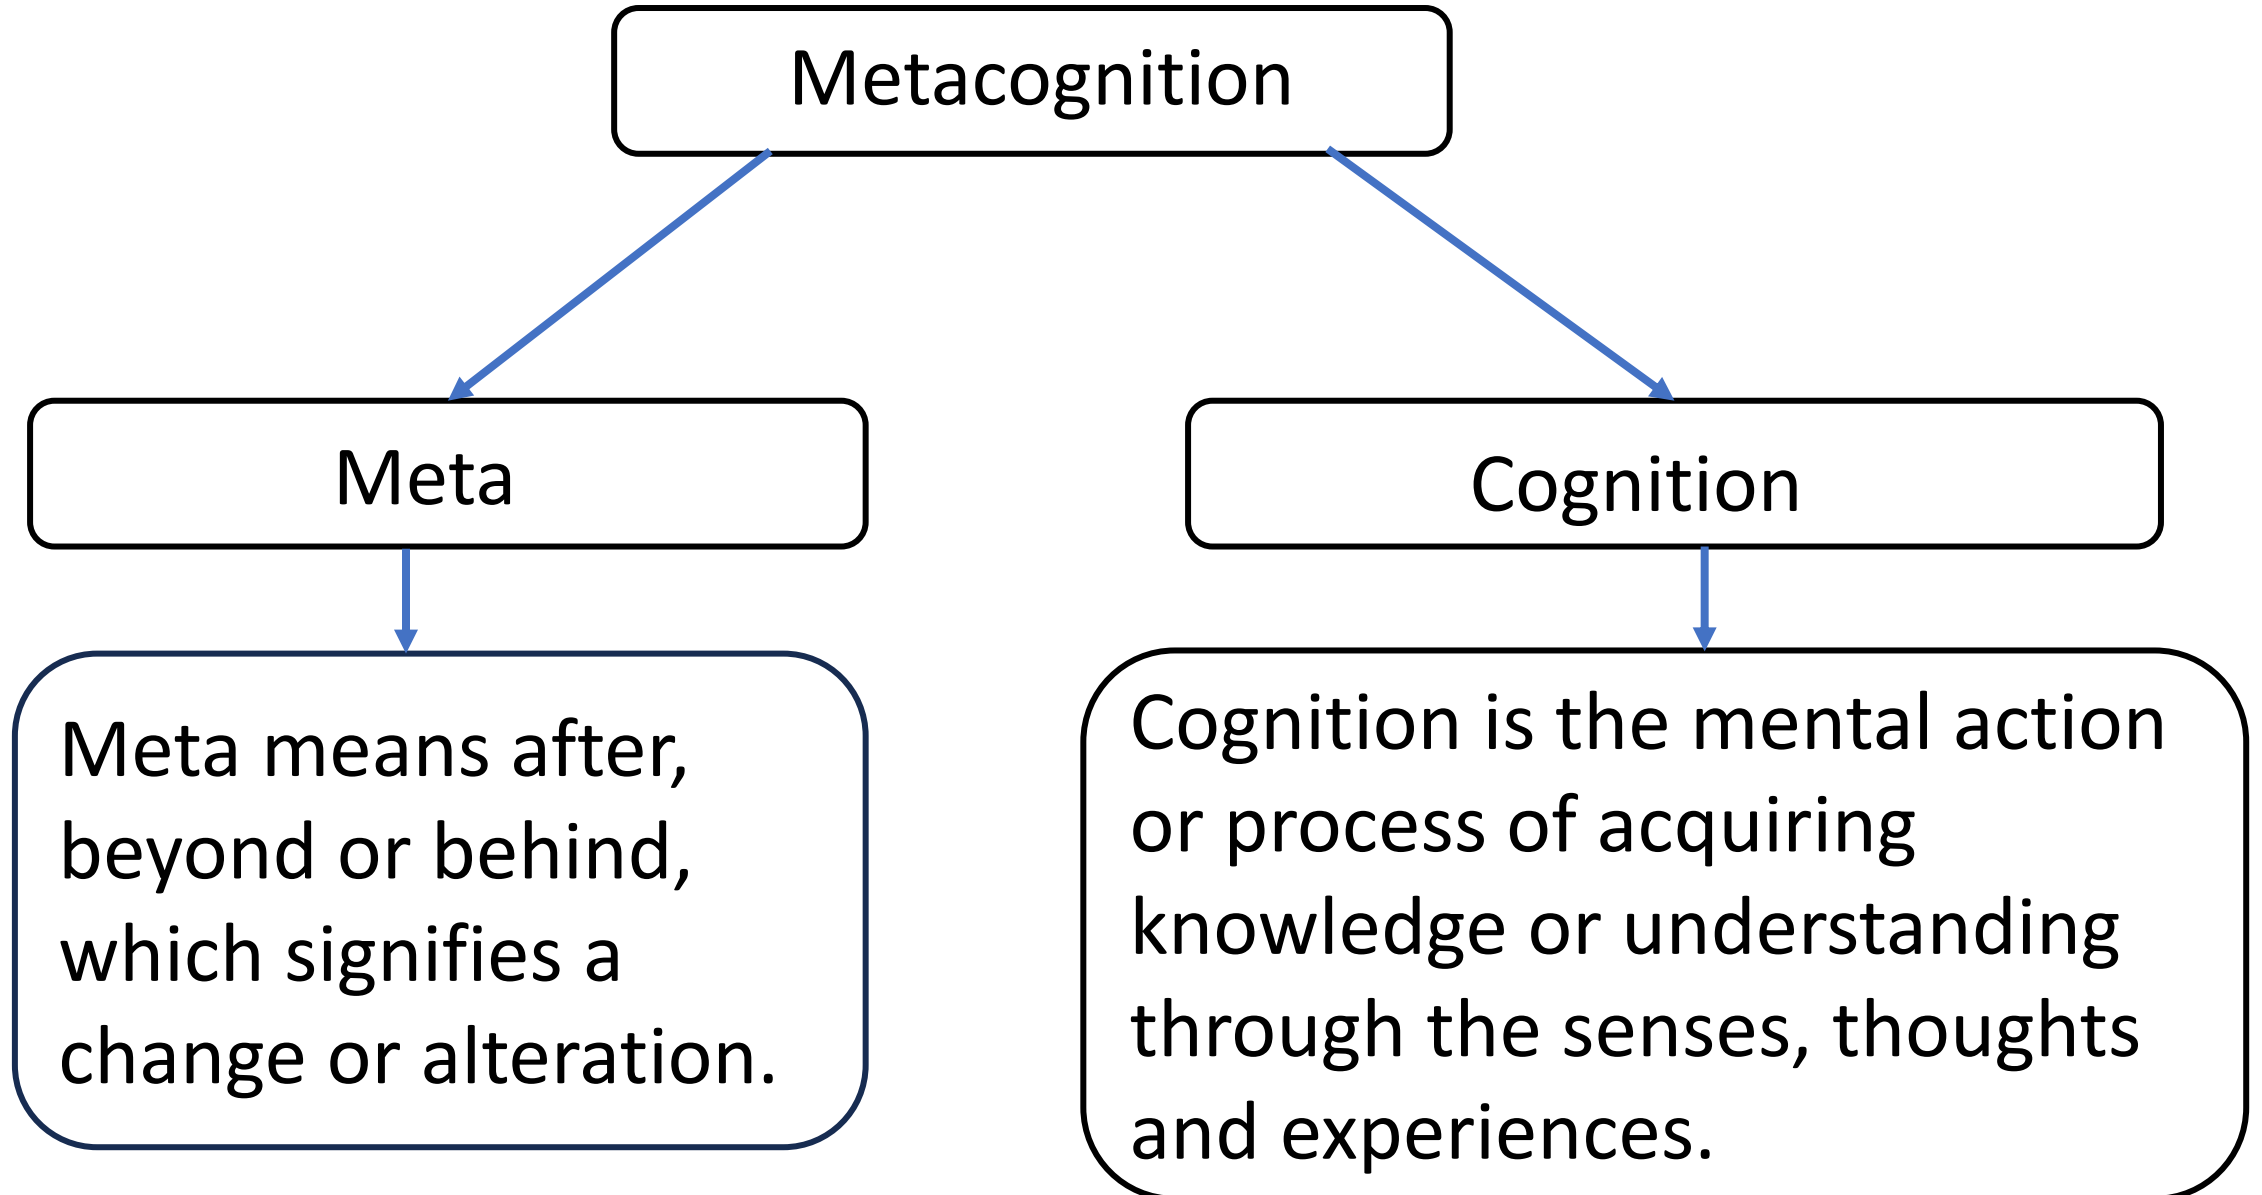 Metacognition
Meta
Cognition
Meta means after,
beyond or behind,
which signifies a
change or alteration.
Cognition is the mental action
or process of acquiring
knowledge or understanding
through the senses, thoughts
and experiences.